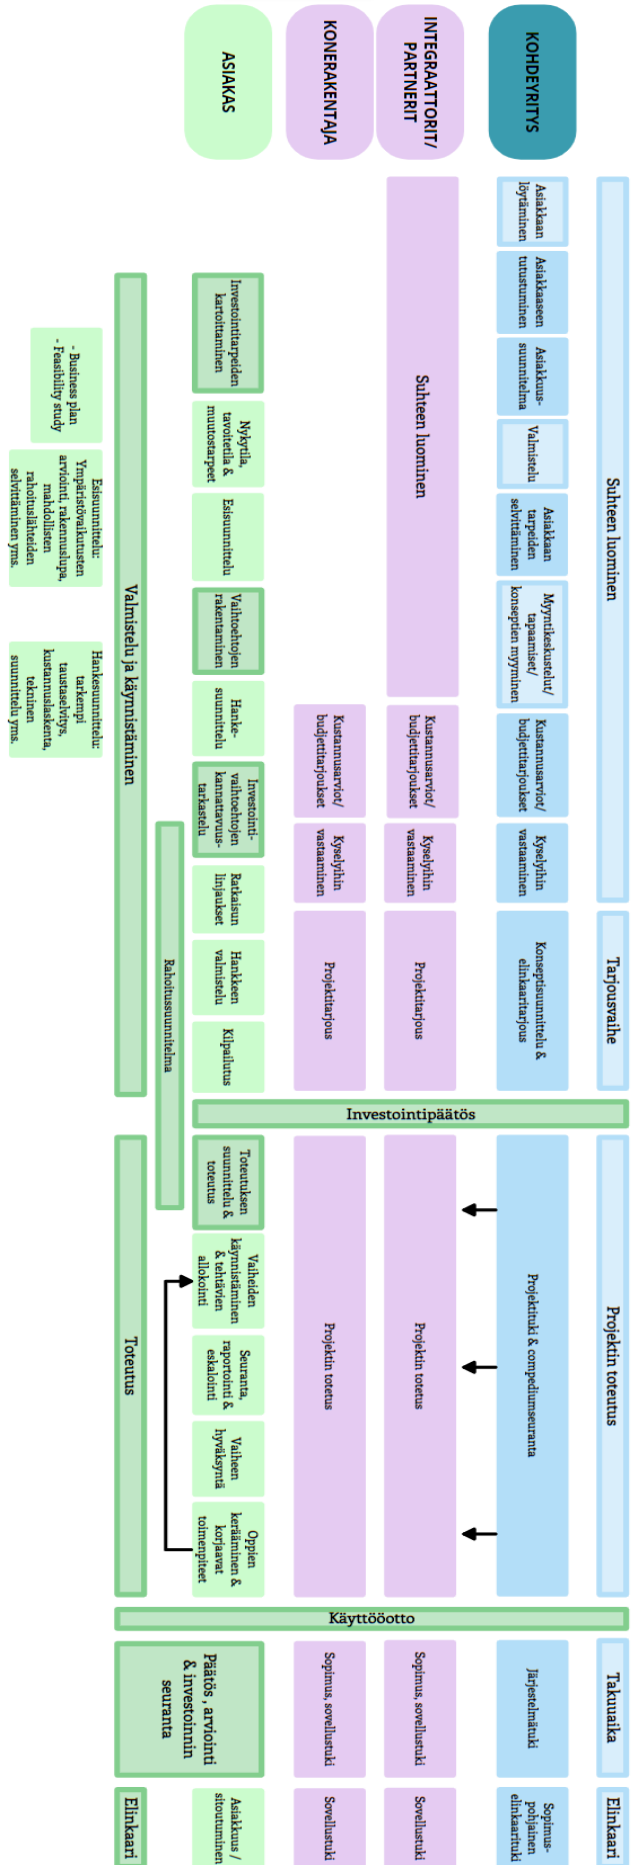 Suhteen luominen
Tarjousvaihe
Projektin toteutus
Takuuaika
Elinkaari
KOHDEYRITYS
Asiakkaan
löytäminen
Asiakkaaseen
tutustuminen
Asiakkuus-
suunnitelma
Valmistelu
Asiakkaan
tarpeiden
selvittäminen
Myyntikeskustelut/
tapaamiset/
konseptien myyminen
Kustannusarviot/
budjettitarjoukset
Kyselyihin
vastaaminen
Konseptisuunnittelu &
elinkaaritarjous
Projektituki & compediumseuranta
Järjestelmätuki
Sopimus-
pohjainen
elinkaarituki
INTEGRAATTORIT/
PARTNERIT
Suhteen luominen
Kustannusarviot/
budjettitarjoukset
Kyselyihin
vastaaminen
Projektitarjous
Projektin totetus
Sopimus, sovellustuki
Sovellustuki
KONERAKENTAJA
Kustannusarviot/
budjettitarjoukset
Kyselyihin
vastaaminen
Projektitarjous
Projektin totetus
Sopimus, sovellustuki
Sovellustuki
Investointipäätös
Käyttööotto
ASIAKAS
Investointitarpeiden
kartoittaminen
Nykytila,
tavoitetila &
muutostarpeet
Esisuunnittelu
Vaihtoehtojen
rakentaminen
Hanke-
suunnittelu
Investointi-
vaihtoehtojen
kannattavuus-
tarkastelu
Ratkaisun
linjaukset
Hankkeen
valmistelu
Kilpailutus
Toteutuksen
suunnittelu &
toteutus
Vaiheiden
käynnistäminen
& tehtävien
allokointi
Seuranta,
raportointi &
eskalointi
Vaiheen
hyväksyntä
Oppien
kerääminen &
korjaavat
toimenpiteet
Päätös , arviointi
& investoinnin
seuranta
Asiakkuus /
sitoutuminen
Rahoitussuunnitelma
Valmistelu ja käynnistäminen
Toteutus
Elinkaari
- Business plan
- Feasibility study
Esisuunnittelu:
Ympäristövaikutusten
arviointi, rakennuslupa,
mahdollisten
rahoituslähteiden
selvittäminen yms.
Hankesuunnittelu:
tarkempi
taustaselvitys,
kustannuslaskenta,
tekninen
suunnittelu yms.